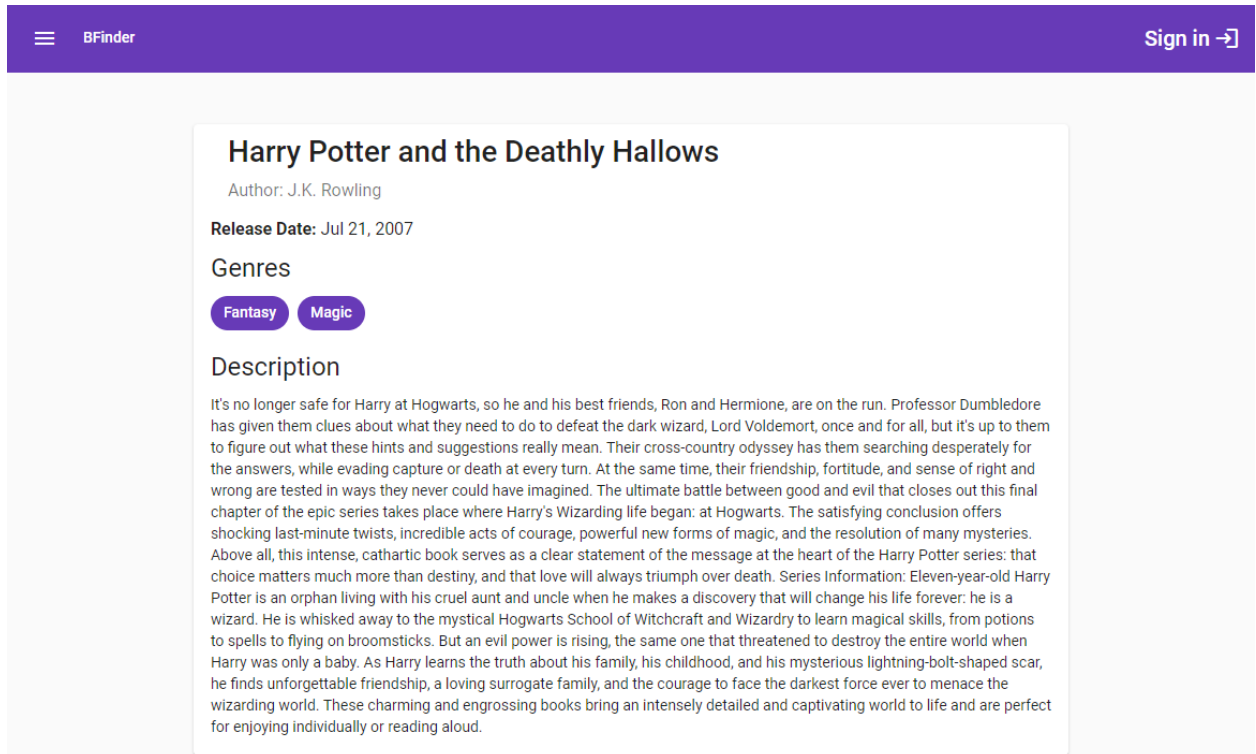 BFinder
Sign in
Harry Potter and the Deathly Hallows
Author: J.K. Rowling
Release Date: Jul 21, 2007
Genres
Fantasy Magic
Description
It's no longer safe for Harry at Hogwarts, so he and his best friends, Ron and Hermione, are on the run. Professor Dumbledore
has given them clues about what they need to do to defeat the dark wizard, Lord Voldemort, once and for all, but it's up to them
to figure out what these hints and suggestions really mean. Their cross-country odyssey has them searching desperately for
the answers, while evading capture or death at every turn. At the same time, their friendship, fortitude, and sense of right and
wrong are tested in ways they never could have imagined. The ultimate battle between good and evil that closes out this final
chapter of the epic series takes place where Harry's Wizarding life began: at Hogwarts. The satisfying conclusion offers
shocking last-minute twists, incredible acts of courage, powerful new forms of magic, and the resolution of many mysteries.
Above all, this intense, cathartic book serves as a clear statement of the message at the heart of the Harry Potter series: that
choice matters much more than destiny, and that love will always triumph over death. Series Information: Eleven-year-old Harry
Potter is an orphan living with his cruel aunt and uncle when he makes a discovery that will change his life forever: he is a
wizard. He is whisked away to the mystical Hogwarts School of Witchcraft and Wizardry to learn magical skills, from potions
to spells to flying on broomsticks. But an evil power is rising, the same one that threatened to destroy the entire world when
Harry was only a baby. As Harry learns the truth about his family, his childhood, and his mysterious lightning-bolt-shaped scar,
he finds unforgettable friendship, a loving surrogate family, and the courage to face the darkest force ever to menace the
wizarding world. These charming and engrossing books bring an intensely detailed and captivating world to life and are perfect
for enjoying individually or reading aloud.